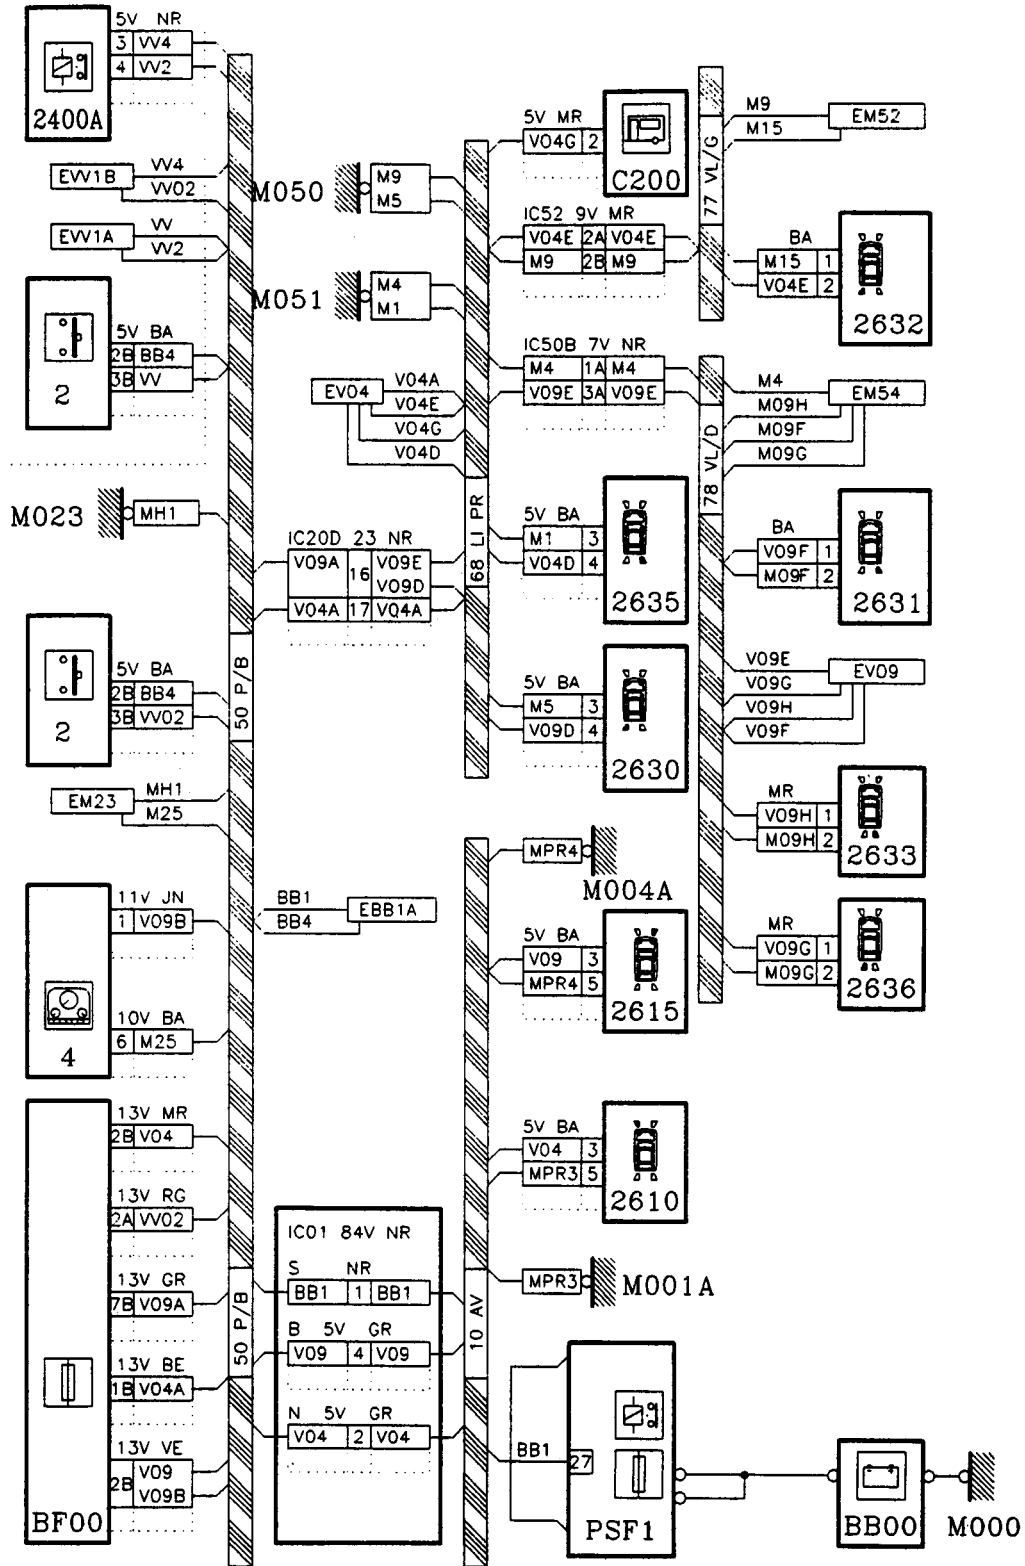 5V NR
3 VV4
4 VV2
2400A
EVV1B VV4
VV02
EVV1A VV
VV2
5V BA
2B BB4
3B VV
2
M023 MH1
5V BA
2B BB4
3B VV02
2
EM23 MH1
M25
11V JN
1 V09B
10V BA
6 M25
4
13V MR
2B V04
13V RG
2A VV02
13V GR
7B V09A
13V BE
1B V04A
13V VE
2B V09
V09B
BF00
50 P/B
50 P/B
M050 M9
M5
M051 M4
M1
EV04 V04A
V04E
V04G
V04D
IC20D 23 NR
V09A 16 V09E
V09D
V04A 17 V04A
BB1 EBB1A
BB4
IC01 84V NR
S NR
BB1 1 BB1
B 5V GR
V09 4 V09
N 5V GR
V04 2 V04
68 LI PR
10 AV
5V MR
V04G 2
C200
IC52 9V MR
V04E 2A V04E
M9 2B M9
IC50B 7V NR
M4 1A M4
V09E 3A V09E
5V BA
M1 3
V04D 4
2635
5V BA
M5 3
V09D 4
2630
MPR4
M004A
5V BA
V09 3
MPR4 5
2615
5V BA
V04 3
MPR3 5
2610
MPR3 M001A
BB1 27
PSF1
BB00
M000
77 VL/G
78 VL/D
M9 EM52
M15
BA
M15 1
V04E 2
2632
M4 EM54
M09H
M09F
M09G
BA
V09F 1
M09F 2
2631
V09E EV09
V09G
V09H
V09F
MR
V09H 1
M09H 2
2633
MR
V09G 1
M09G 2
2636